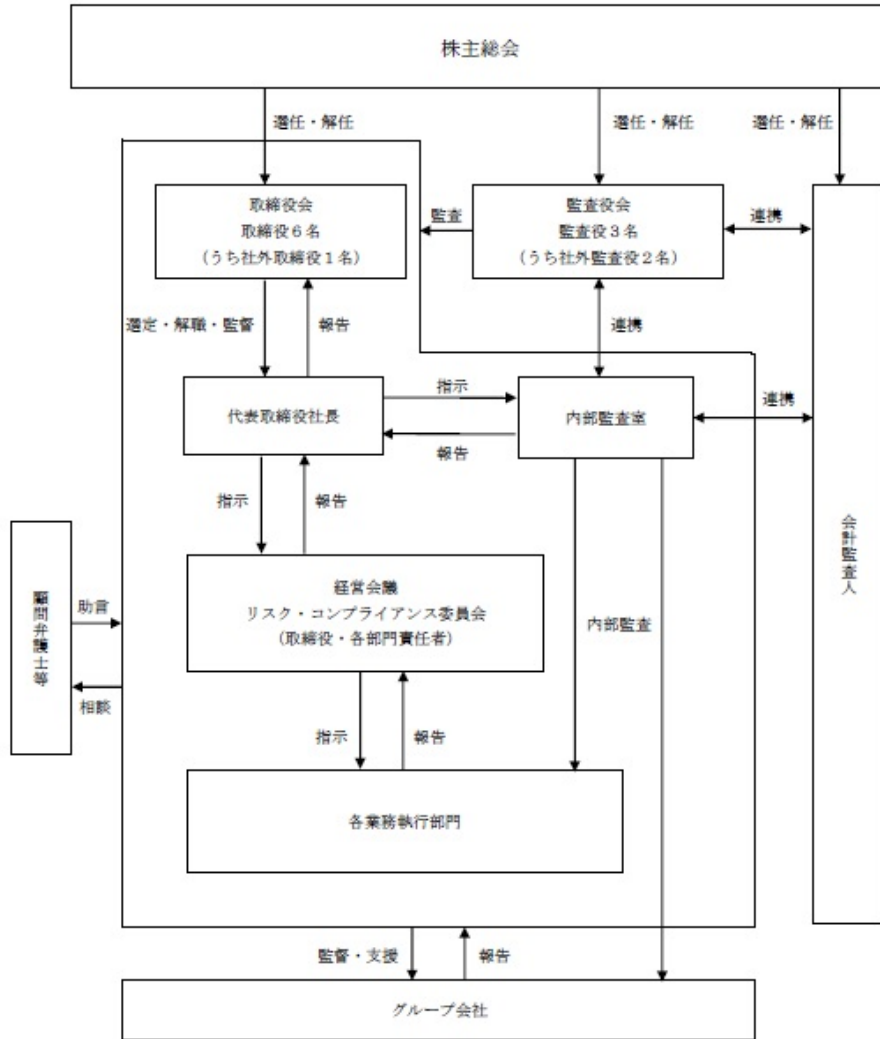 株主総会
選任・解任
選任・解任
選任・解任
取締役会
取締役６名
（うち社外取締役１名）
監査
監査役会
監査役３名
（うち社外監査役２名）
連携
選定・解職・監督
報告
連携
代表取締役社長
指示
報告
内部監査室
連携
会計監査人
指示
報告
顧問弁護士等
助言
相談
経営会議
リスク・コンプライアンス委員会
（取締役・各部門責任者）
内部監査
指示
報告
各業務執行部門
監督・支援
報告
グループ会社